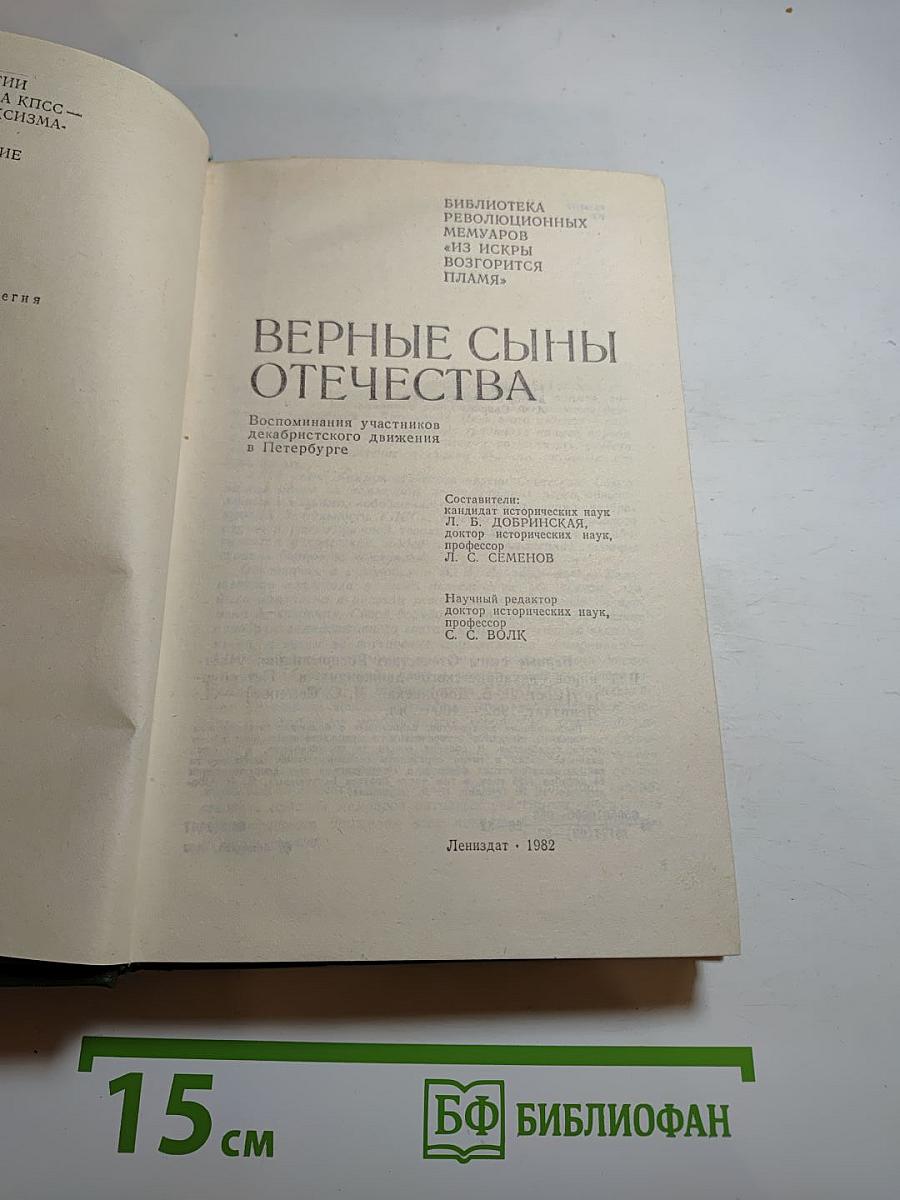 ТИИ
А КПСС —
КСИЗМА-
ИЕ
егия
БИБЛИОТЕКА
РЕВОЛЮЦИОННЫХ
МЕМУАРОВ
«ИЗ ИСКРЫ
ВОЗГОРИТСЯ
ПЛАМЯ»
ВЕРНЫЕ СЫНЫ
ОТЕЧЕСТВА
Воспоминания участников
декабристского движения
в Петербурге
Составители:
кандидат исторических наук
Л. Б. ДОБРИНСКАЯ,
доктор исторических наук,
профессор
Л. С. СЕМЕНОВ
Научный редактор
доктор исторических наук,
профессор
С. С. ВОЛК
Лениздат · 1982
15 см
БФ БИБЛИОФАН